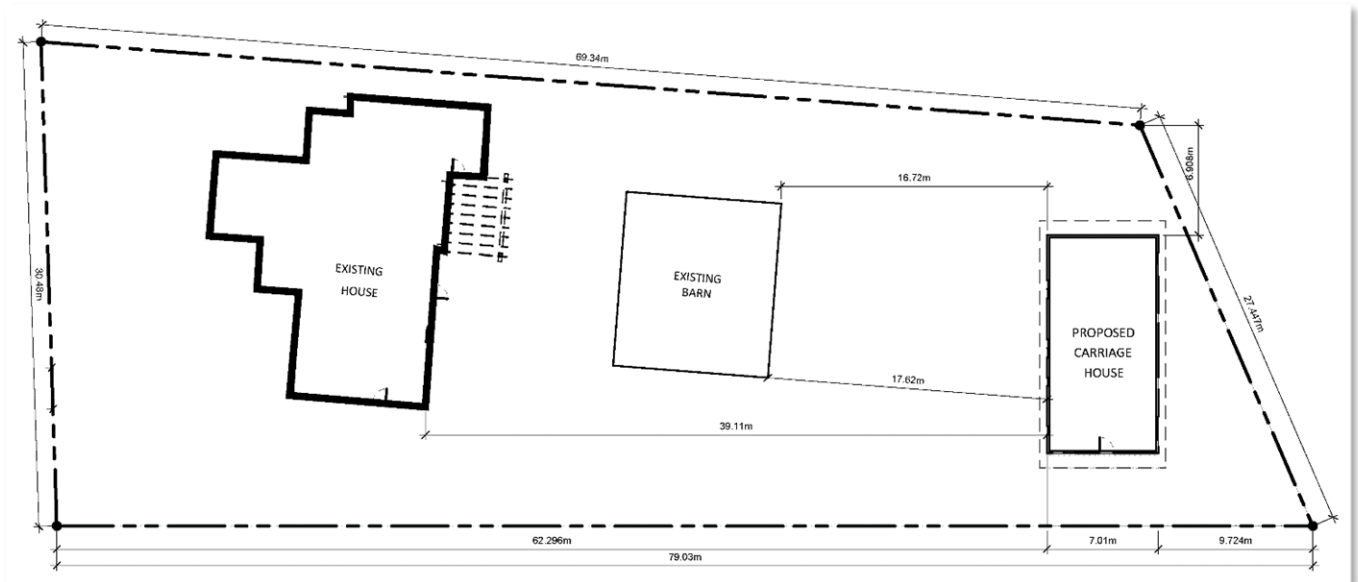 69.34m
6.908m
16.72m
EXISTING
HOUSE
EXISTING
BARN
30.48m
27.447m
PROPOSED
CARRIAGE
HOUSE
17.62m
39.11m
62.296m
7.01m
9.724m
79.03m